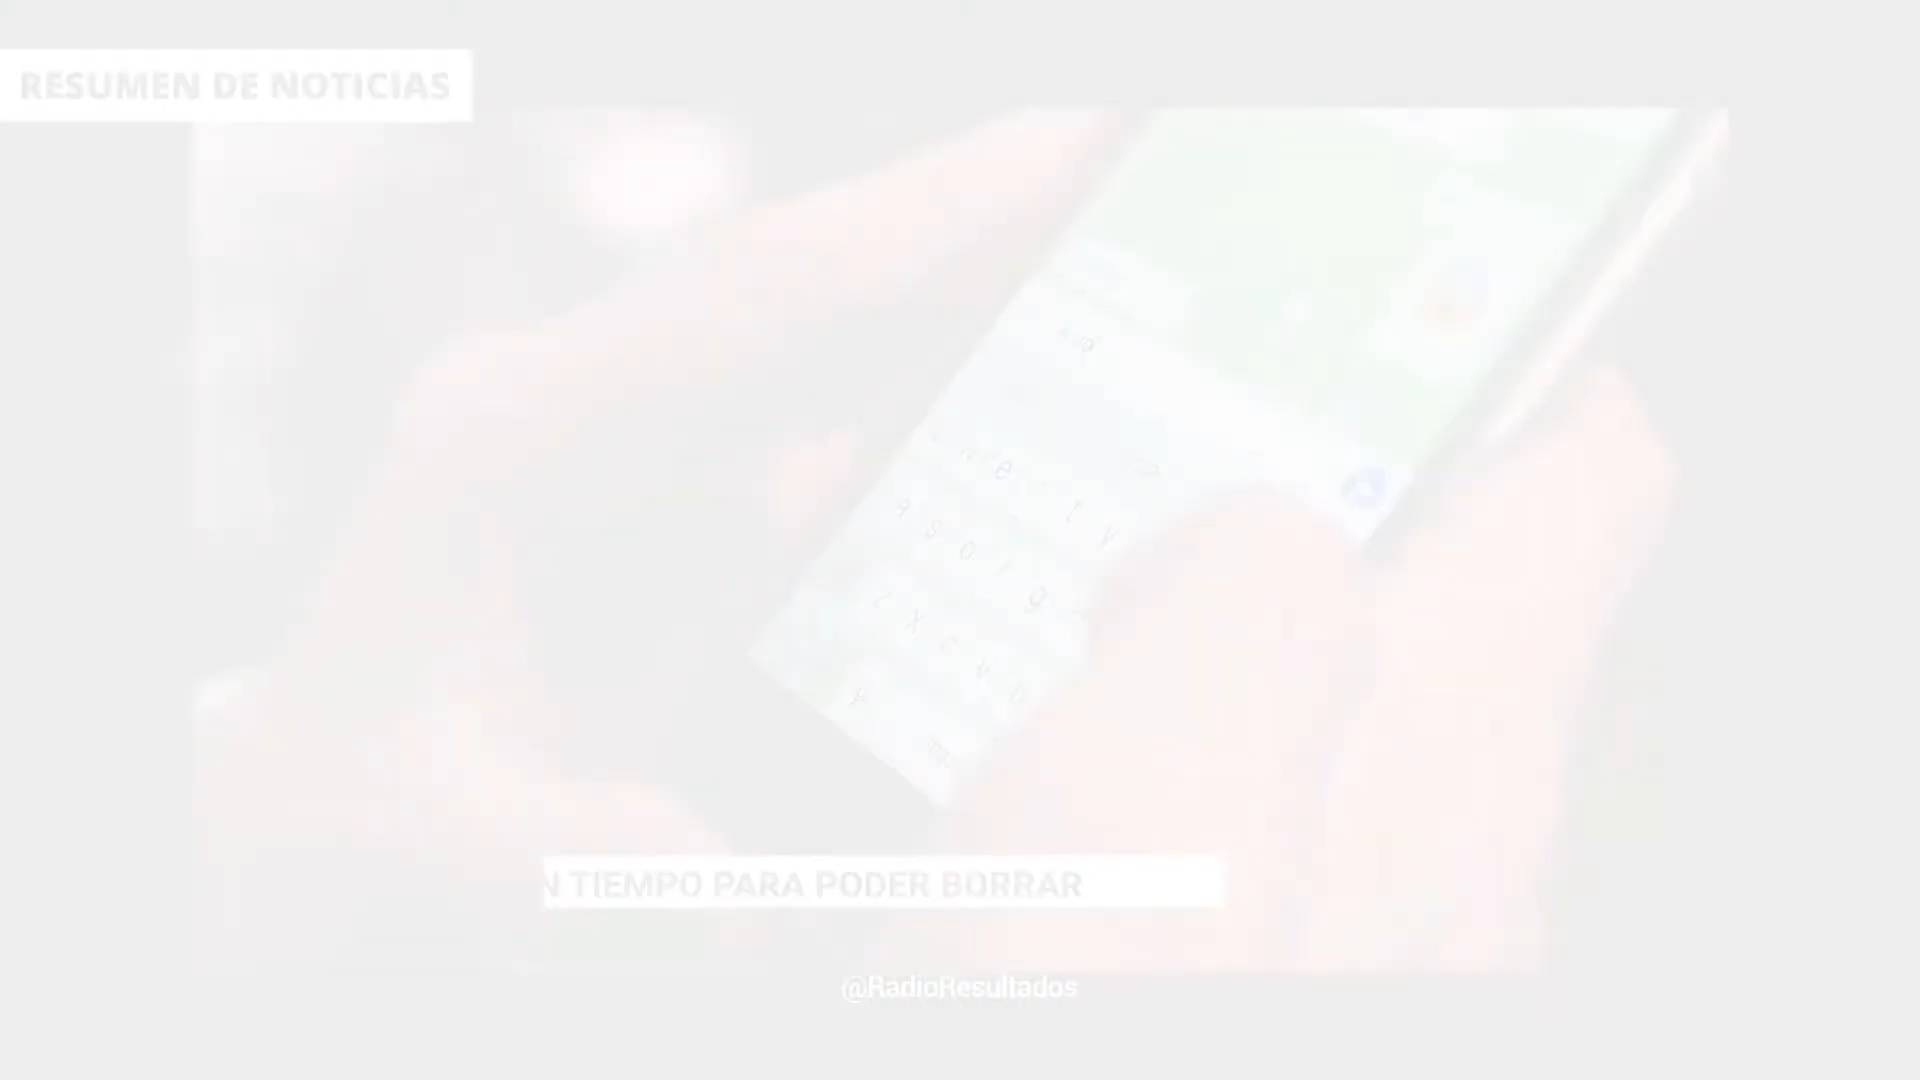 RESUMEN DE NOTICIAS
e
t y
a s
g
x c v b
N TIEMPO PARA PODER BORRAR
@RadioResultados